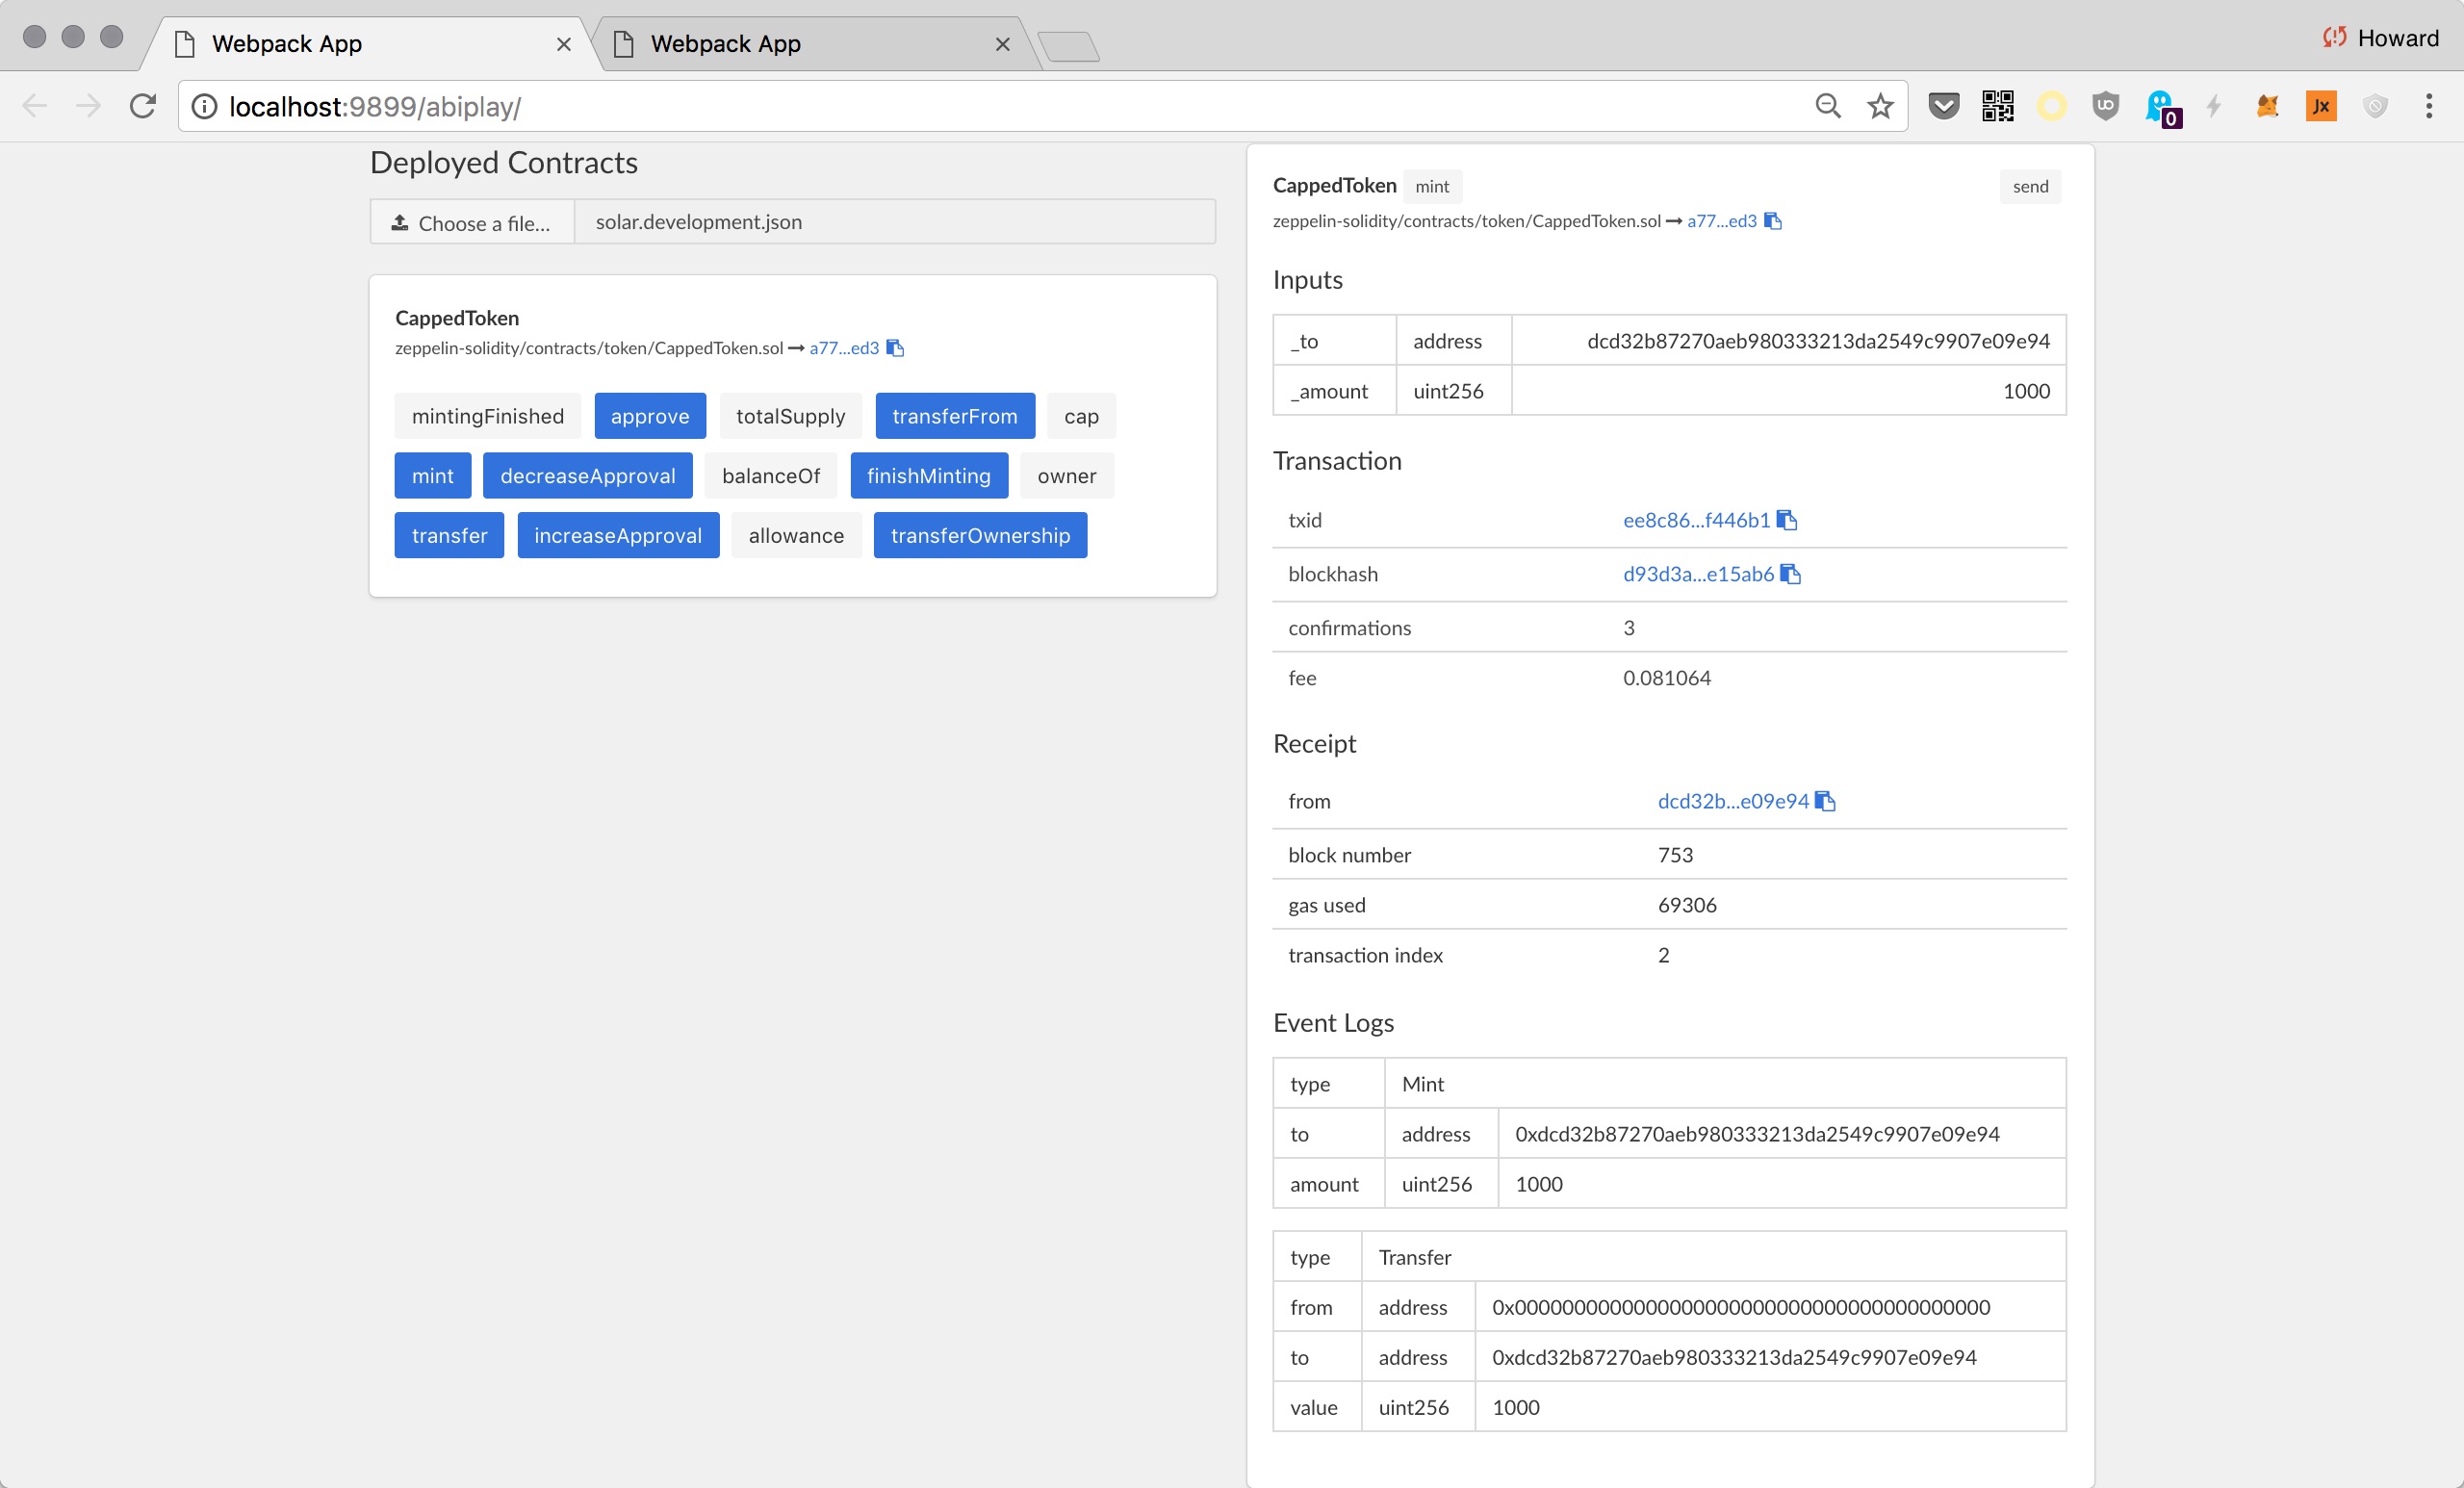 Webpack App
Webpack App
Howard
localhost:9899/abiplay/
UD
0
Jx
Deployed Contracts
Choose a file...
solar.development.json
CappedToken
zeppelin-solidity/contracts/token/CappedToken.sol → a77...ed3
mintingFinished approve totalSupply transferFrom cap
mint decreaseApproval balanceOf finishMinting owner
transfer increaseApproval allowance transferOwnership
CappedToken mint send
zeppelin-solidity/contracts/token/CappedToken.sol → a77...ed3
Inputs
_to address dcd32b87270aeb980333213da2549c9907e09e94
_amount uint256 1000
Transaction
txid ee8c86...f446b1
blockhash d93d3a...e15ab6
confirmations 3
fee 0.081064
Receipt
from dcd32b...e09e94
block number 753
gas used 69306
transaction index 2
Event Logs
type Mint
to address 0xdcd32b87270aeb980333213da2549c9907e09e94
amount uint256 1000
type Transfer
from address 0x0000000000000000000000000000000000000000
to address 0xdcd32b87270aeb980333213da2549c9907e09e94
value uint256 1000